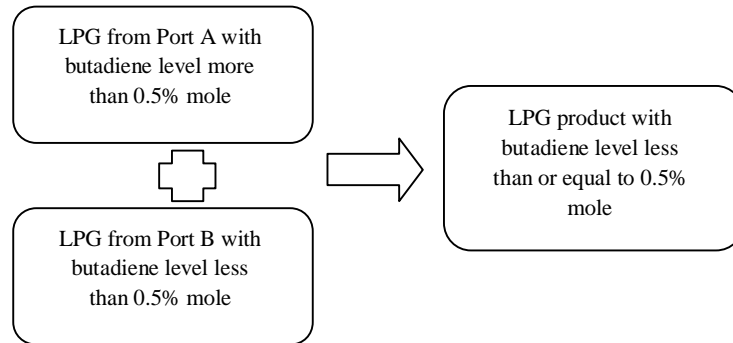 LPG from Port A with
butadiene level more
than 0.5% mole
LPG from Port B with
butadiene level less
than 0.5% mole
LPG product with
butadiene level less
than or equal to 0.5%
mole